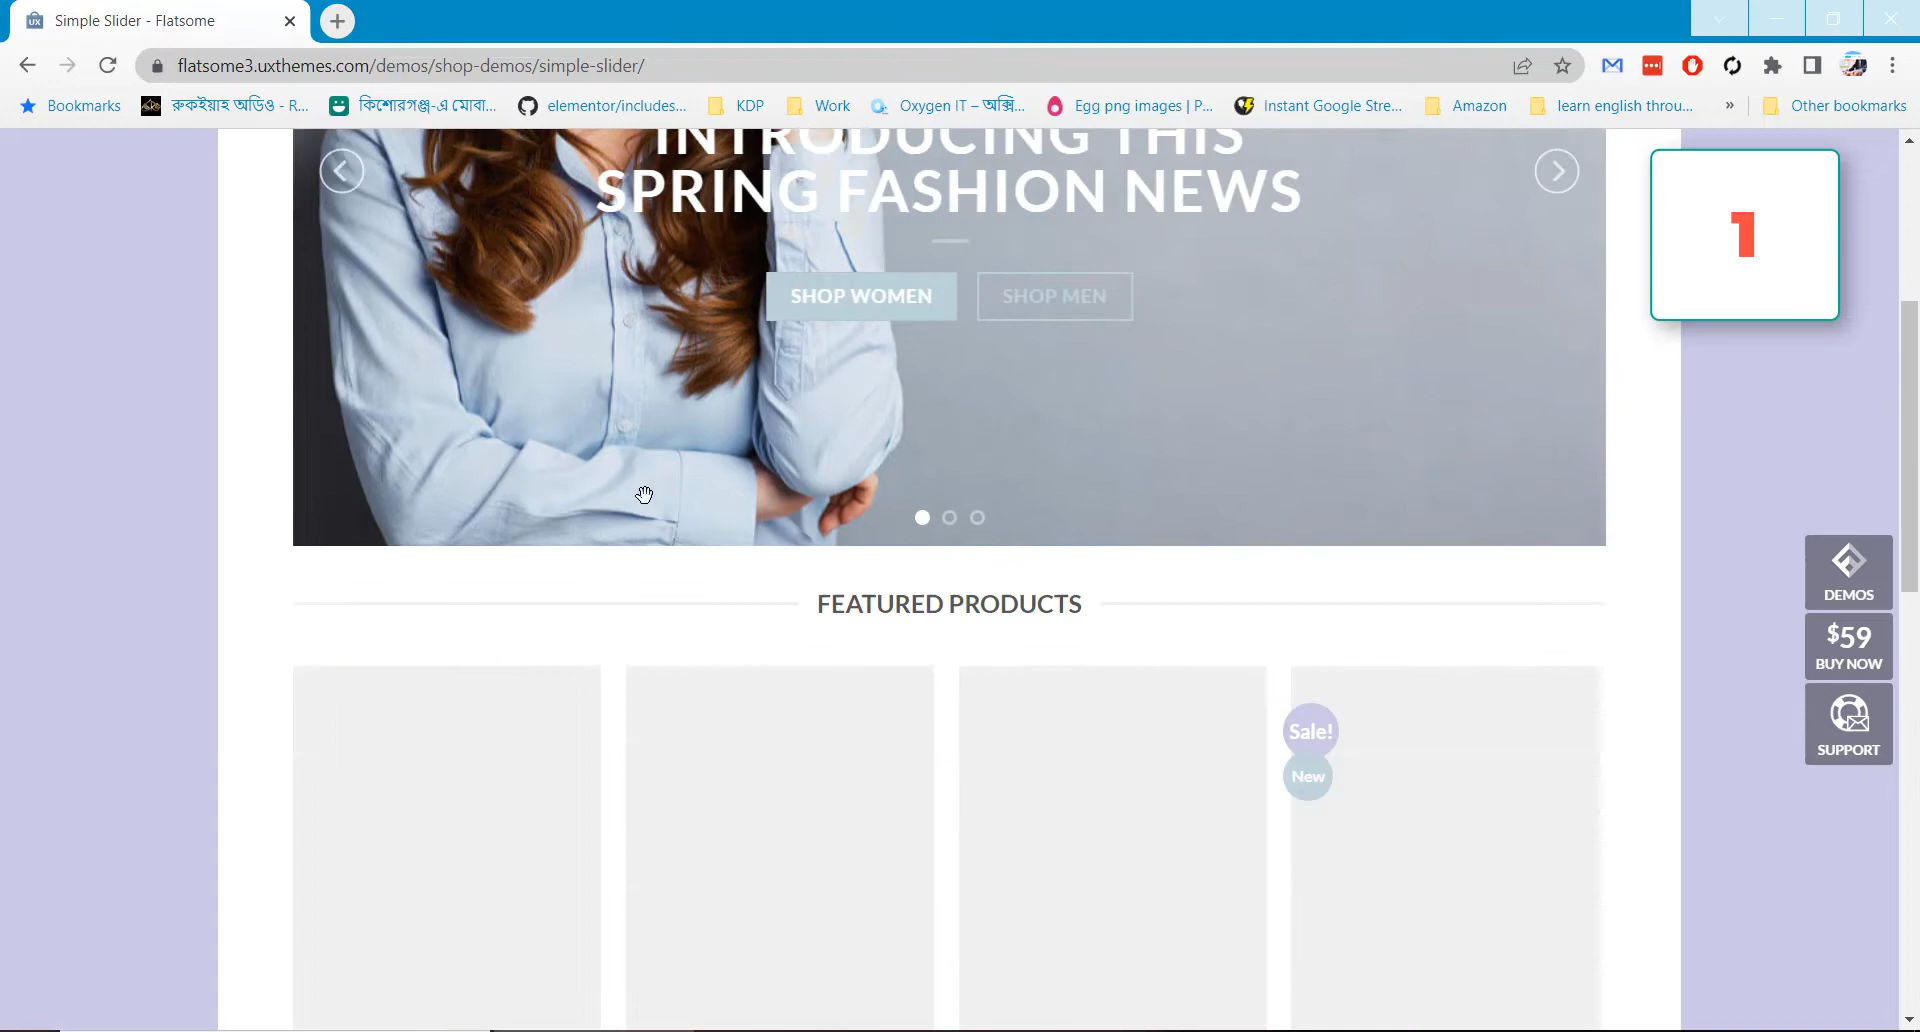 Simple Slider - Flatsome
flatsome3.uxthemes.com/demos/shop-demos/simple-slider/
Bookmarks রুকইয়াহ অডিও - R... কিশোরগঞ্জ-এ মোবা... elementor/includes... KDP Work Oxygen IT – অক্সি... Egg png images | P... Instant Google Stre... Amazon learn english throu... » Other bookmarks
INTRODUCING THIS
SPRING FASHION NEWS
1
SHOP WOMEN SHOP MEN
FEATURED PRODUCTS
DEMOS
$59
BUY NOW
Sale!
SUPPORT
New